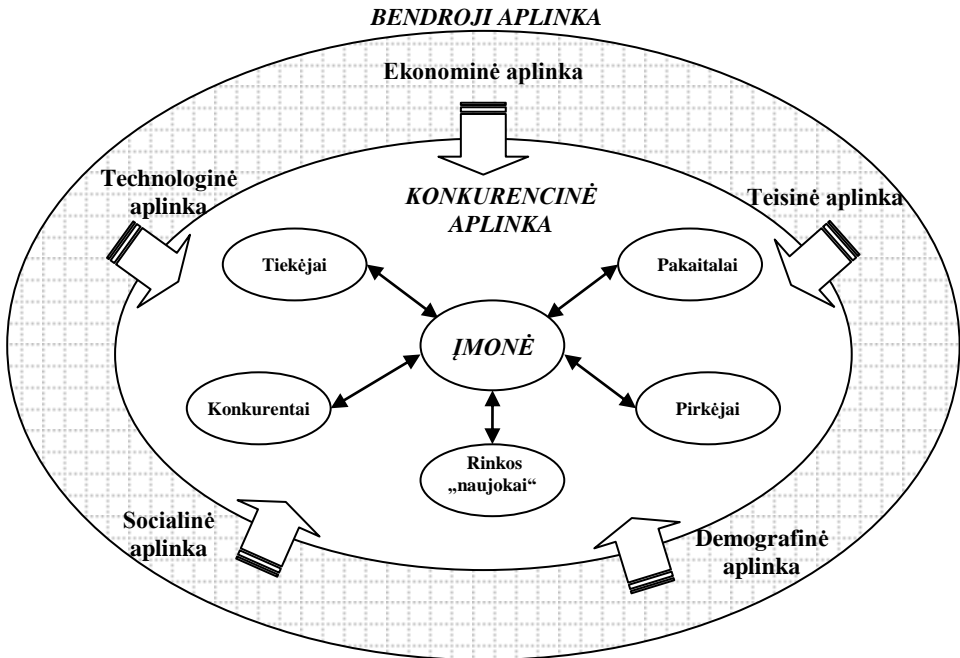 BENDROJI APLINKA
Ekonominė aplinka
Technologinė
aplinka
KONKURENCINĖ
APLINKA
Teisinė aplinka
Tiekėjai
Pakaitalai
ĮMONĖ
Konkurentai
Pirkėjai
Rinkos
„naujokai“
Socialinė
aplinka
Demografinė
aplinka